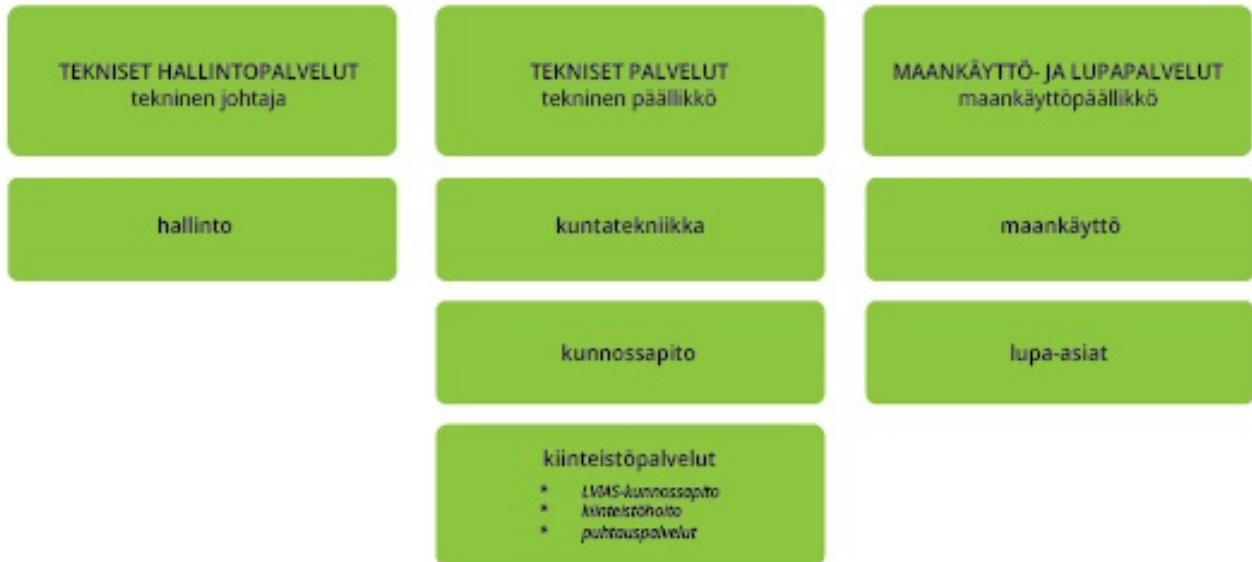 TEKNISET HALLINTOPALVELUT
tekninen johtaja
hallinto
TEKNISET PALVELUT
tekninen päällikkö
kuntatekniikka
kunnossapito
kiinteistöpalvelut
* LVIAS-kunnossapito
* kiinteistöhoito
* puhtauspalvelut
MAANKÄYTTÖ- JA LUPAPALVELUT
maankäyttöpäällikkö
maankäyttö
lupa-asiat